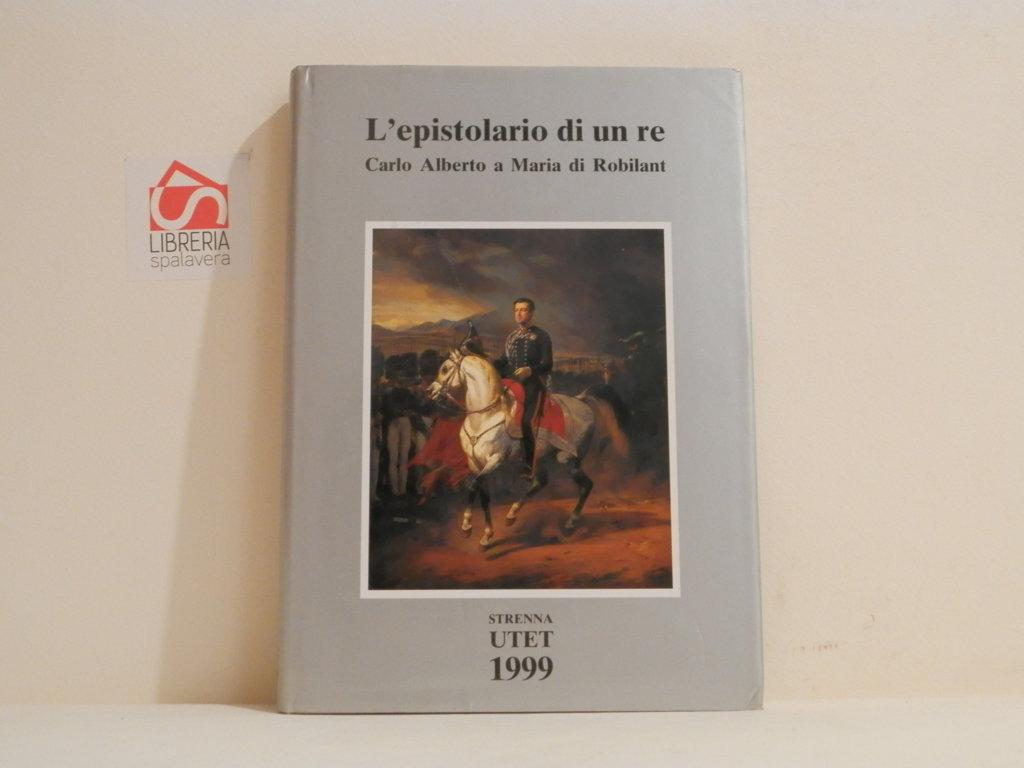 L'epistolario di un re
Carlo Alberto a Maria di Robilant
LIBRERIA
spalavera
STRENNA
UTET
1999